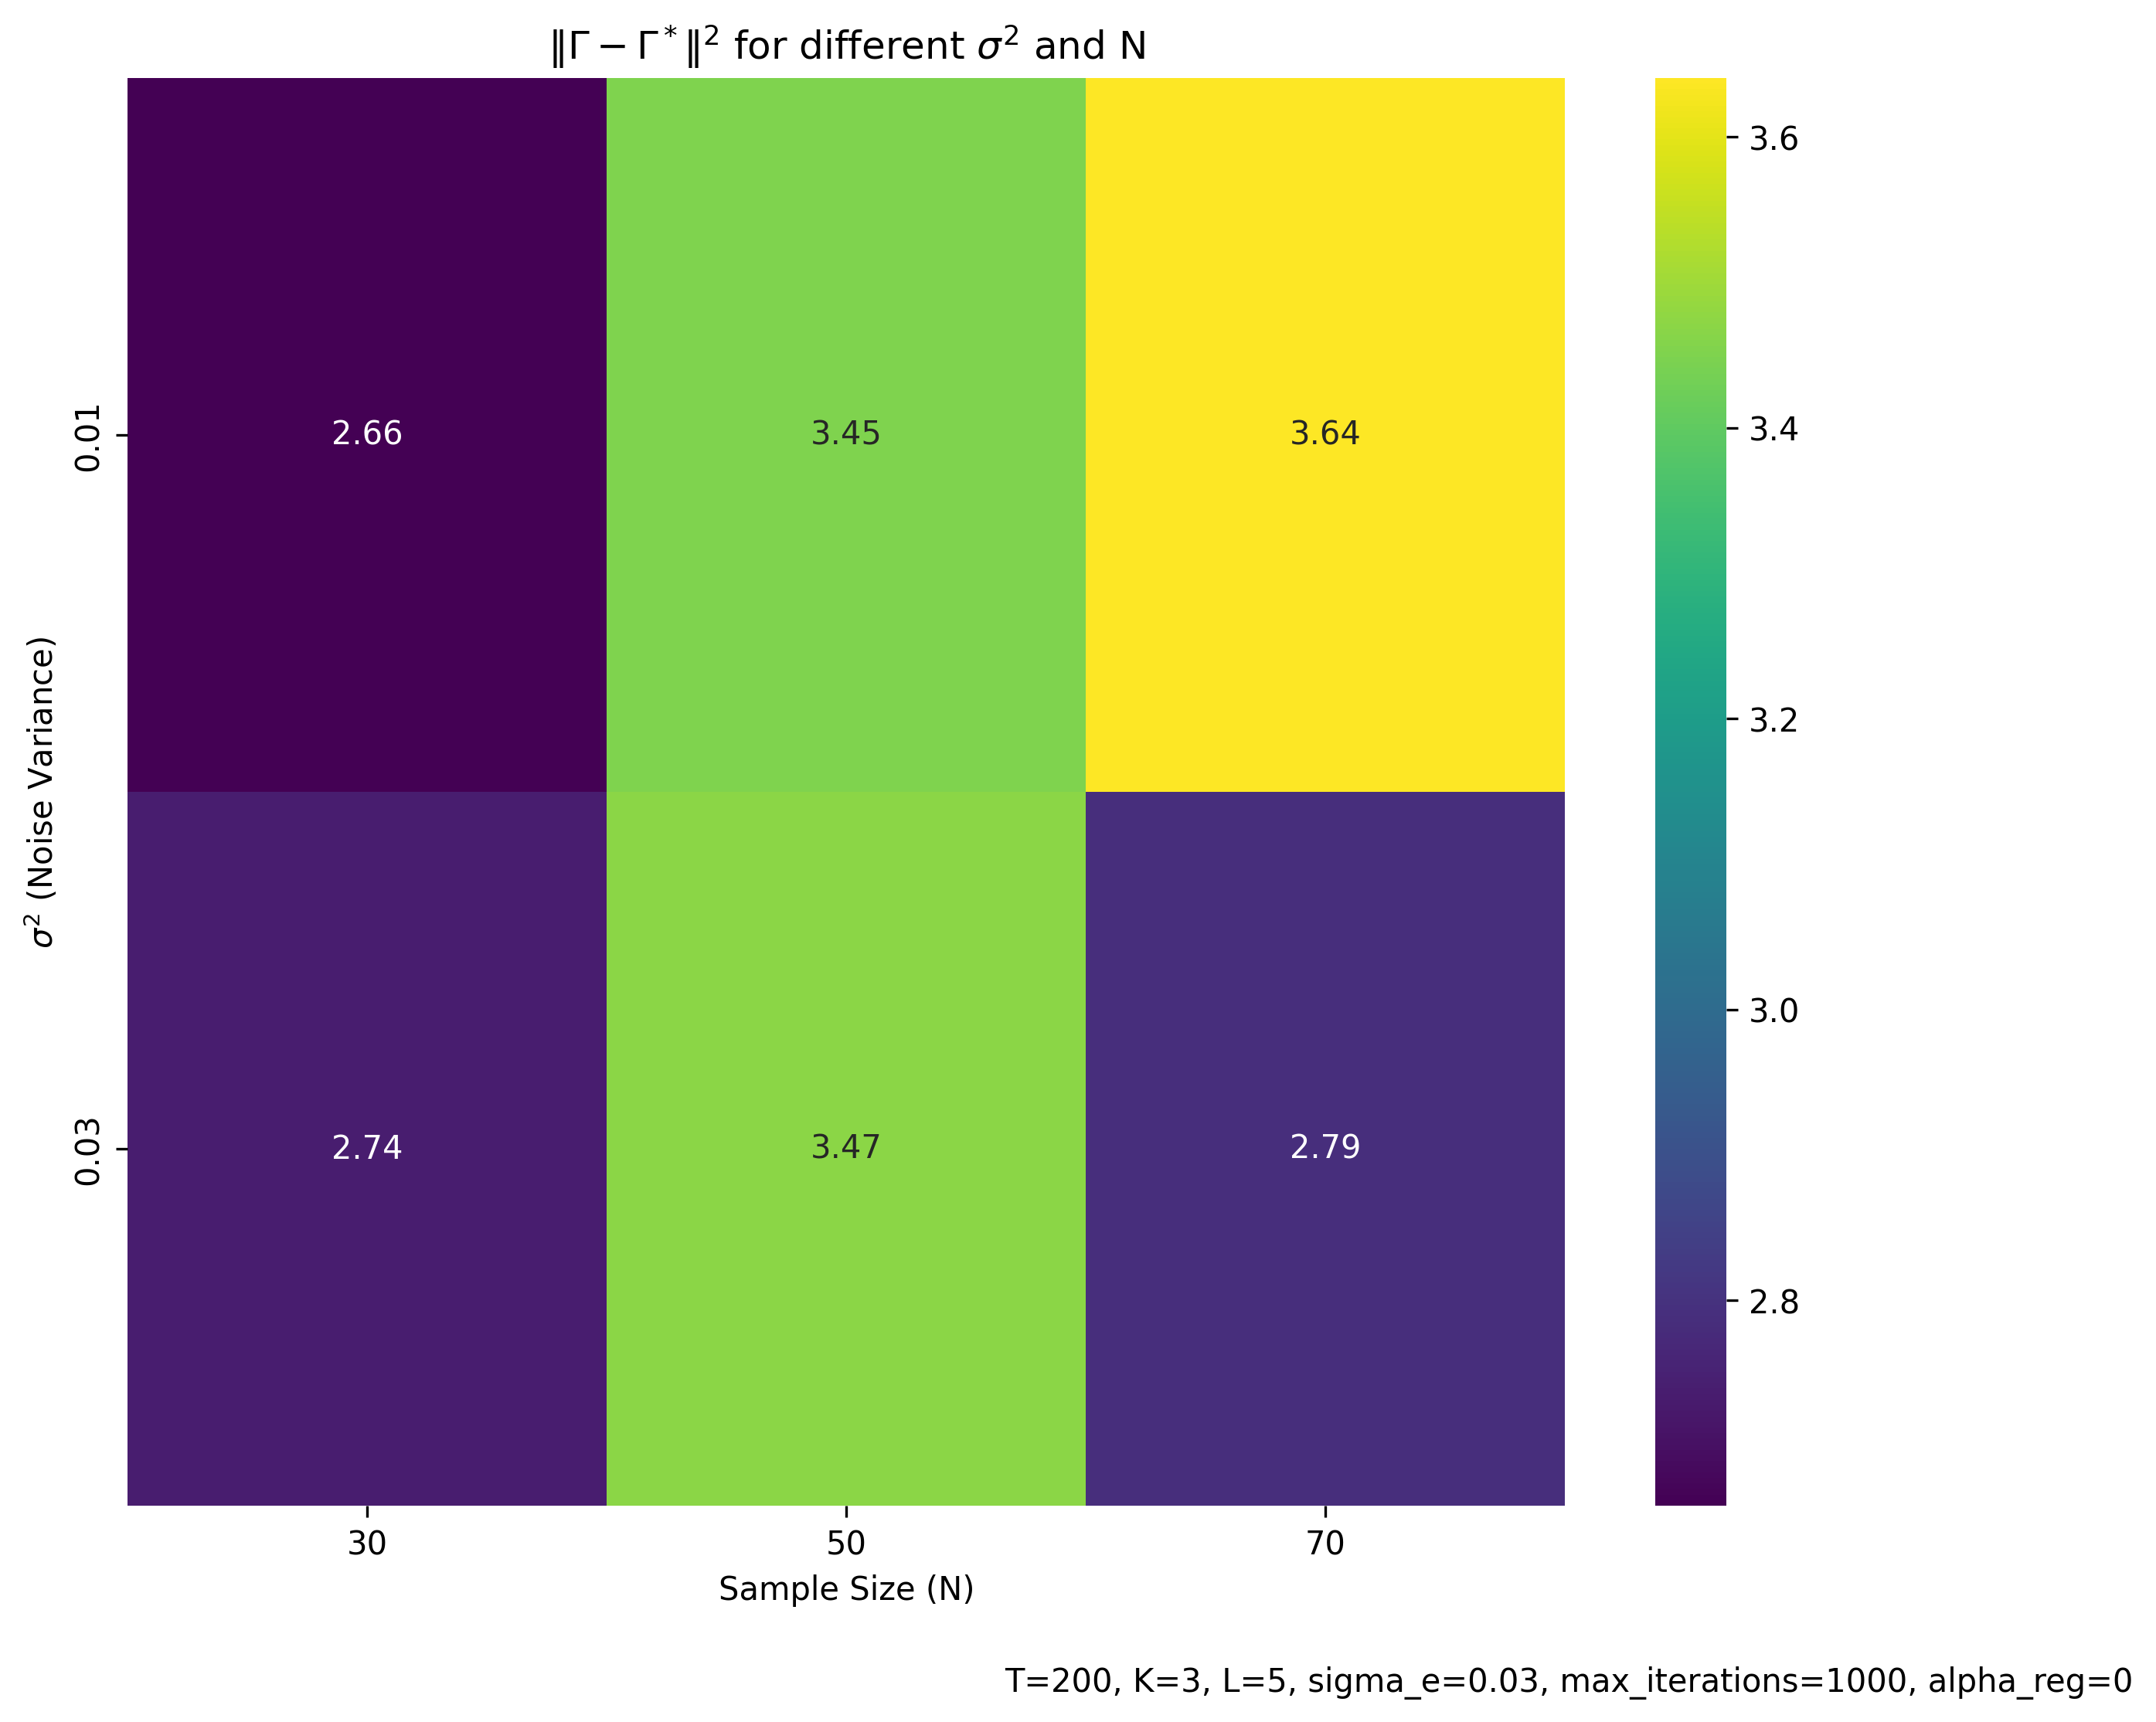 ‖Γ − Γ*‖² for different σ² and N
σ² (Noise Variance)
0.01
2.66 3.45 3.64
0.03
2.74 3.47 2.79
30 50 70
Sample Size (N)
3.6
3.4
3.2
3.0
2.8
T=200, K=3, L=5, sigma_e=0.03, max_iterations=1000, alpha_reg=0